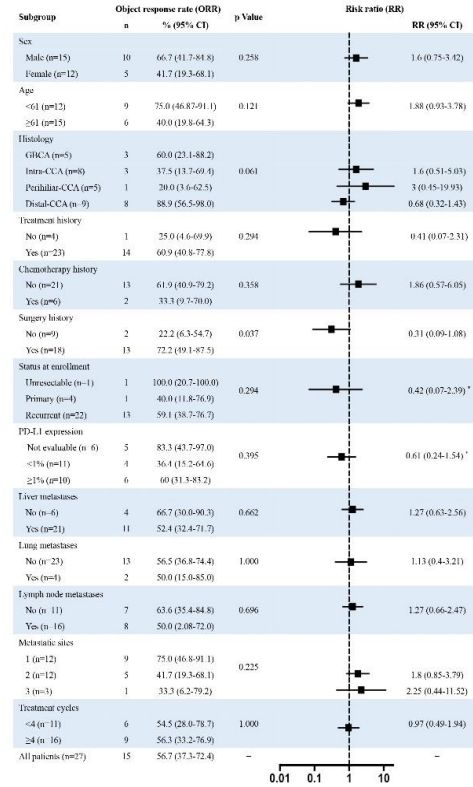 Subgroup Object response rate (ORR) p Value Risk ratio (RR)
n % (95% CI) RR (95% CI)
Sex
Male (n=15) 10 66.7 (41.7-84.8) 0.258 1.6 (0.75-3.42)
Female (n=12) 5 41.7 (19.3-68.1)
Age
<61 (n=12) 9 75.0 (46.87-91.1) 0.121 1.88 (0.93-3.78)
≥61 (n=15) 6 40.0 (19.8-64.3)
Histology
GBCA (n=5) 3 60.0 (23.1-88.2)
Intra-CCA (n=8) 3 37.5 (13.7-69.4) 0.061 1.6 (0.51-5.03)
Perihiliar-CCA (n=5) 1 20.0 (3.6-62.5) 3 (0.45-19.93)
Distal-CCA (n=9) 8 88.9 (56.5-98.0) 0.68 (0.32-1.43)
Treatment history
No (n=4) 1 25.0 (4.6-69.9) 0.294 0.41 (0.07-2.31)
Yes (n=23) 14 60.9 (40.8-77.8)
Chemotherapy history
No (n=21) 13 61.9 (40.9-79.2) 0.358 1.86 (0.57-6.05)
Yes (n=6) 2 33.3 (9.7-70.0)
Surgery history
No (n=9) 2 22.2 (6.3-54.7) 0.037 0.31 (0.09-1.08)
Yes (n=18) 13 72.2 (49.1-87.5)
Status at enrollment
Unresectable (n=1) 1 100.0 (20.7-100.0)
Primary (n=4) 1 40.0 (11.8-76.9) 0.294 0.42 (0.07-2.39) *
Recurrent (n=22) 13 59.1 (38.7-76.7)
PD-L1 expression
Not evaluable (n=6) 5 83.3 (43.7-97.0)
<1% (n=11) 4 36.4 (15.2-64.6) 0.395 0.61 (0.24-1.54) *
≥1% (n=10) 6 60 (31.3-83.2)
Liver metastases
No (n=6) 4 66.7 (30.0-90.3) 0.662 1.27 (0.63-2.56)
Yes (n=21) 11 52.4 (32.4-71.7)
Lung metastases
No (n=23) 13 56.5 (36.8-74.4) 1.000 1.13 (0.4-3.21)
Yes (n=4) 2 50.0 (15.0-85.0)
Lymph node metastases
No (n=11) 7 63.6 (35.4-84.8) 0.696 1.27 (0.66-2.47)
Yes (n=16) 8 50.0 (2.08-72.0)
Metastatic sites
1 (n=12) 9 75.0 (46.8-91.1)
2 (n=12) 5 41.7 (19.3-68.1) 0.225 1.8 (0.85-3.79)
3 (n=3) 1 33.3 (6.2-79.2) 2.25 (0.44-11.52)
Treatment cycles
<4 (n=11) 6 54.5 (28.0-78.7) 1.000 0.97 (0.49-1.94)
≥4 (n=16) 9 56.3 (33.2-76.9)
All patients (n=27) 15 56.7 (37.3-72.4) – –
0.01 0.1 1 10